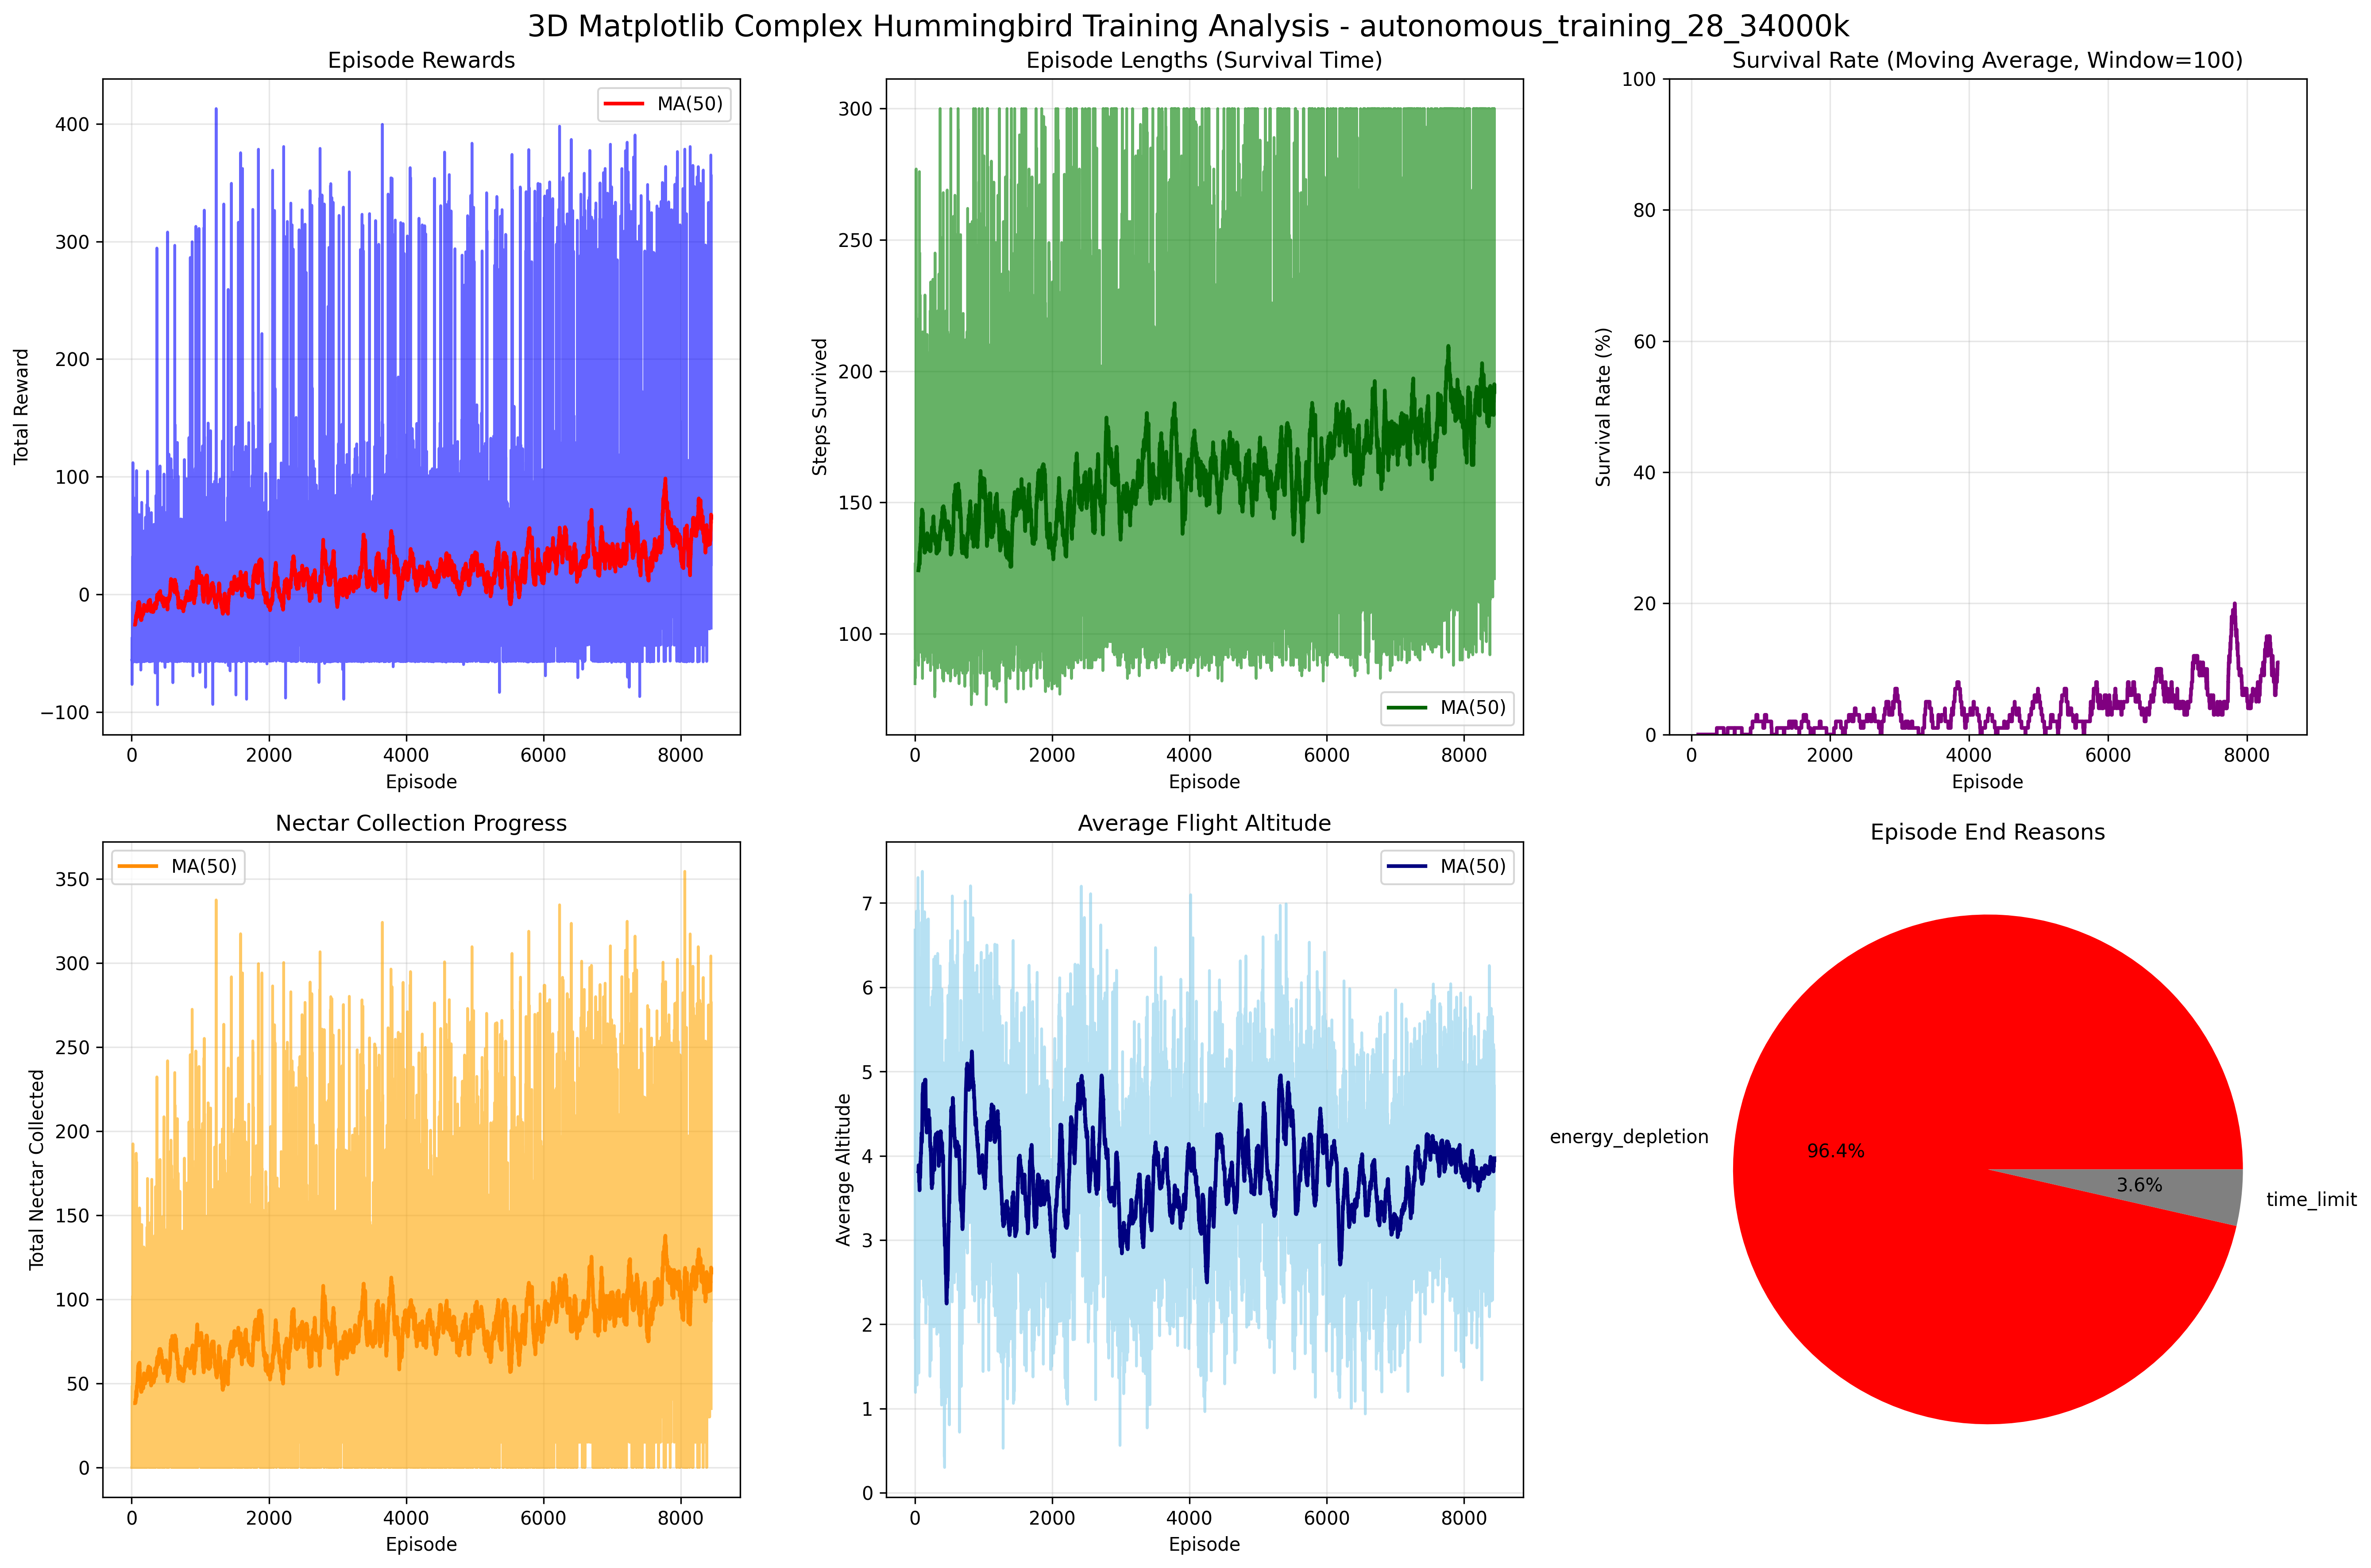 3D Matplotlib Complex Hummingbird Training Analysis - autonomous_training_28_34000k
Episode Rewards
MA(50)
400
300
200
100
0
−100
Total Reward
0 2000 4000 6000 8000
Episode
Episode Lengths (Survival Time)
300
250
200
150
100
Steps Survived
MA(50)
0 2000 4000 6000 8000
Episode
Survival Rate (Moving Average, Window=100)
100
80
60
40
20
0
Survival Rate (%)
0 2000 4000 6000 8000
Episode
Nectar Collection Progress
MA(50)
350
300
250
200
150
100
50
0
Total Nectar Collected
0 2000 4000 6000 8000
Episode
Average Flight Altitude
MA(50)
7
6
5
4
3
2
1
0
Average Altitude
0 2000 4000 6000 8000
Episode
Episode End Reasons
energy_depletion
96.4%
3.6%
time_limit